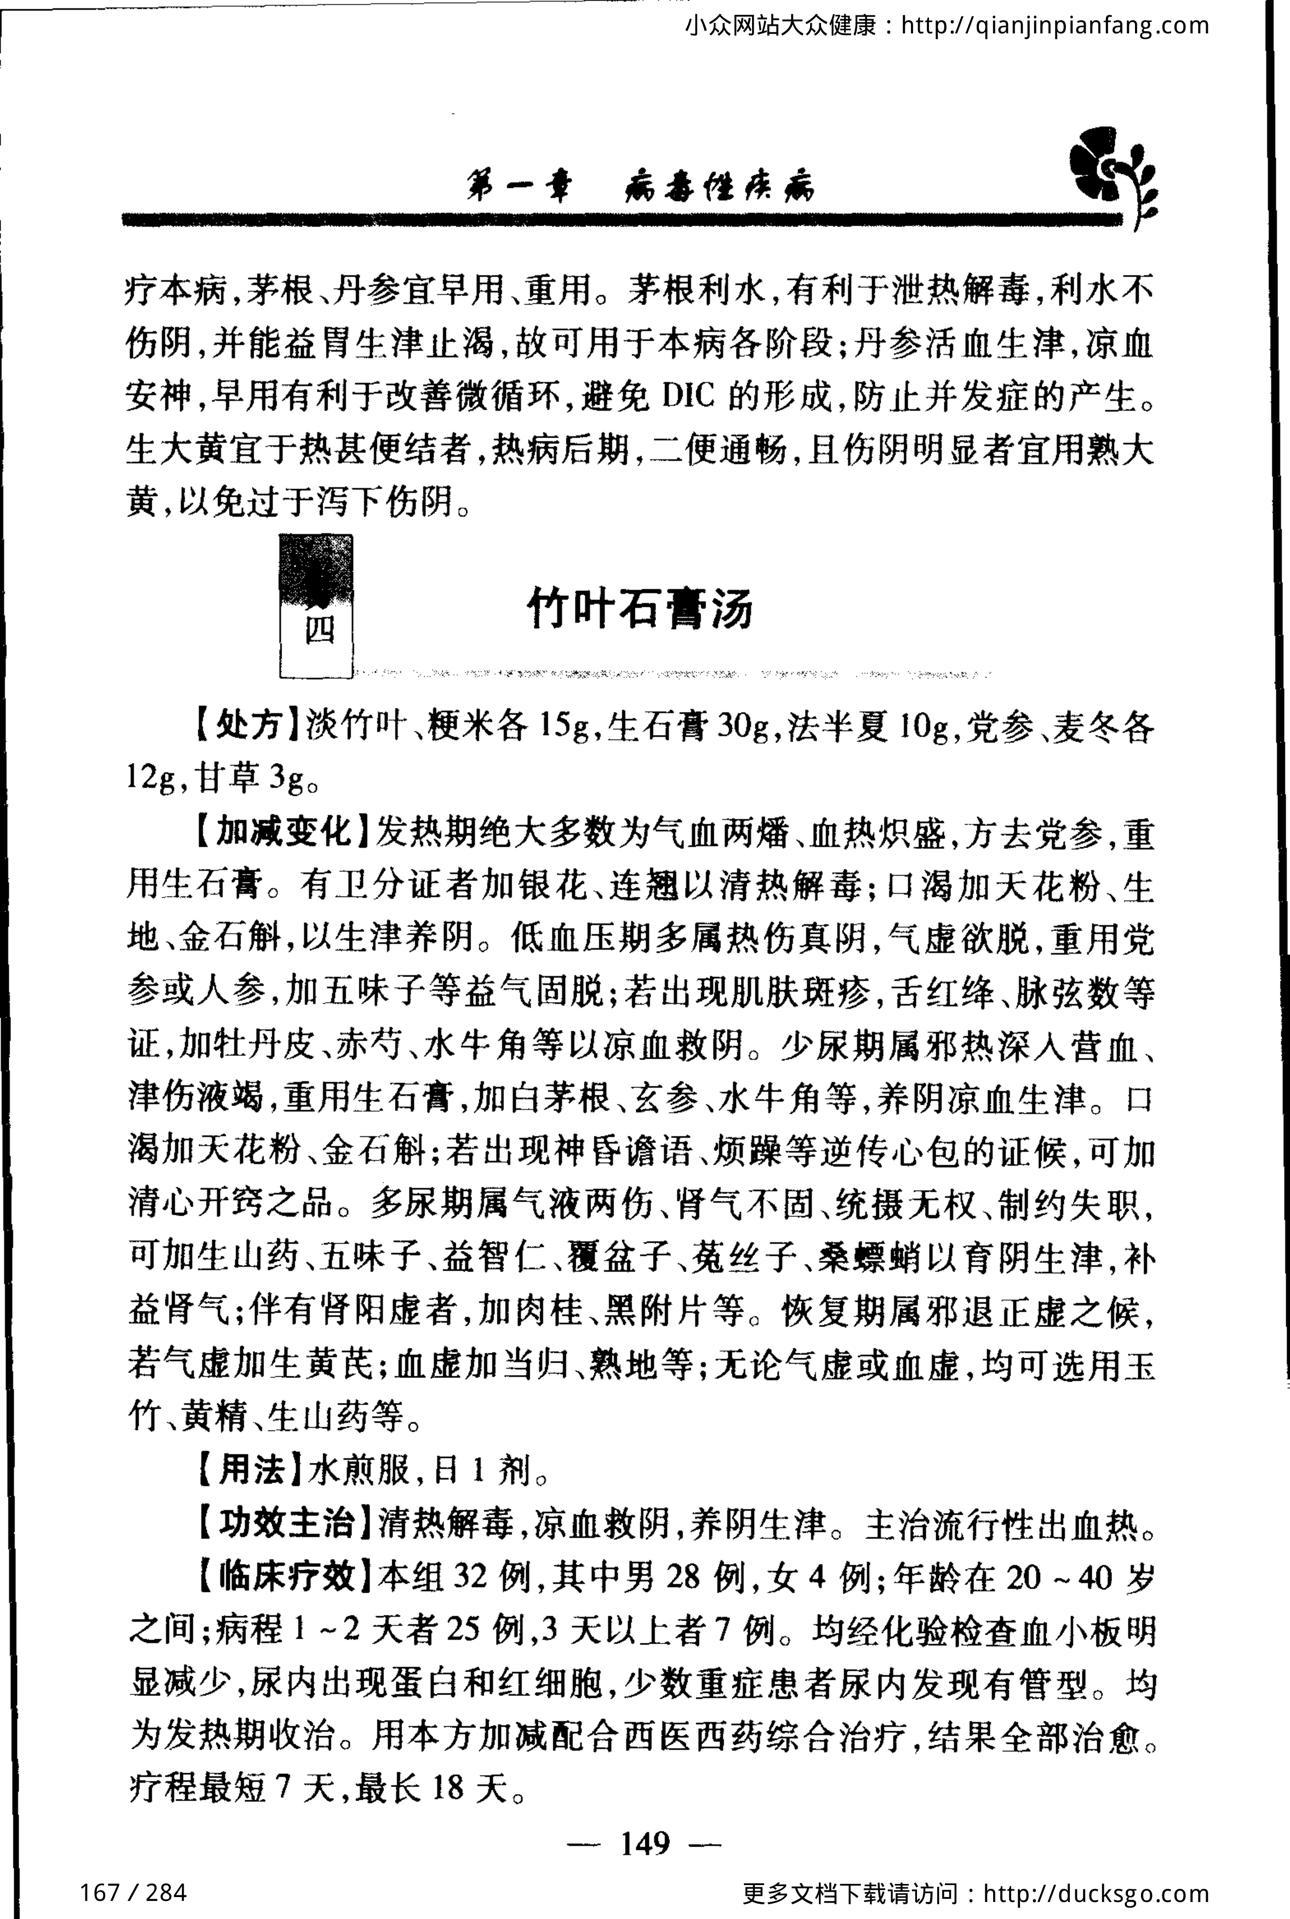 小众网站大众健康：http://qianjinpianfang.com
第一章 病毒性疾病
疗本病,茅根、丹参宜早用、重用。茅根利水,有利于泄热解毒,利水不
伤阴,并能益胃生津止渴,故可用于本病各阶段;丹参活血生津,凉血
安神,早用有利于改善微循环,避免 DIC 的形成,防止并发症的产生。
生大黄宜于热甚便结者,热病后期,二便通畅,且伤阴明显者宜用熟大
黄,以免过于泻下伤阴。
四
竹叶石膏汤
【处方】淡竹叶、粳米各 15g,生石膏 30g,法半夏 10g,党参、麦冬各
12g,甘草 3g。
【加减变化】发热期绝大多数为气血两燔、血热炽盛,方去党参,重
用生石膏。有卫分证者加银花、连翘以清热解毒;口渴加天花粉、生
地、金石斛,以生津养阴。低血压期多属热伤真阴,气虚欲脱,重用党
参或人参,加五味子等益气固脱;若出现肌肤斑疹,舌红绛、脉弦数等
证,加牡丹皮、赤芍、水牛角等以凉血救阴。少尿期属邪热深入营血、
津伤液竭,重用生石膏,加白茅根、玄参、水牛角等,养阴凉血生津。口
渴加天花粉、金石斛;若出现神昏谵语、烦躁等逆传心包的证候,可加
清心开窍之品。多尿期属气液两伤、肾气不固、统摄无权、制约失职,
可加生山药、五味子、益智仁、覆盆子、菟丝子、桑螵蛸以育阴生津,补
益肾气;伴有肾阳虚者,加肉桂、黑附片等。恢复期属邪退正虚之候,
若气虚加生黄芪;血虚加当归、熟地等;无论气虚或血虚,均可选用玉
竹、黄精、生山药等。
【用法】水煎服,日 1 剂。
【功效主治】清热解毒,凉血救阴,养阴生津。主治流行性出血热。
【临床疗效】本组 32 例,其中男 28 例,女 4 例;年龄在 20 ~ 40 岁
之间;病程 1 ~ 2 天者 25 例,3 天以上者 7 例。均经化验检查血小板明
显减少,尿内出现蛋白和红细胞,少数重症患者尿内发现有管型。均
为发热期收治。用本方加减配合西医西药综合治疗,结果全部治愈。
疗程最短 7 天,最长 18 天。
— 149 —
167 / 284
更多文档下载请访问：http://ducksgo.com